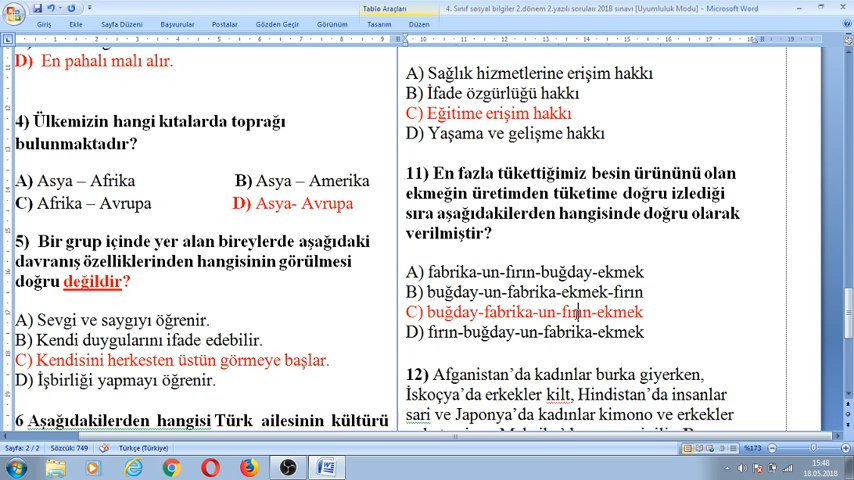 Tablo Araçları
4. Sınıf sosyal bilgiler 2.dönem 2.yazılı soruları 2018 sınavı [Uyumluluk Modu] - Microsoft Word
Giriş Ekle Sayfa Düzeni Başvurular Postalar Gözden Geçir Görünüm Tasarım Düzen
D) En pahalı malı alır.
4) Ülkemizin hangi kıtalarda toprağı
bulunmaktadır?
A) Asya – Afrika B) Asya – Amerika
C) Afrika – Avrupa D) Asya- Avrupa
5) Bir grup içinde yer alan bireylerde aşağıdaki
davranış özelliklerinden hangisinin görülmesi
doğru değildir?
A) Sevgi ve saygıyı öğrenir.
B) Kendi duygularını ifade edebilir.
C) Kendisini herkesten üstün görmeye başlar.
D) İşbirliği yapmayı öğrenir.
6 Aşağıdakilerden hangisi Türk ailesinin kültürü
A) Sağlık hizmetlerine erişim hakkı
B) İfade özgürlüğü hakkı
C) Eğitime erişim hakkı
D) Yaşama ve gelişme hakkı
11) En fazla tükettiğimiz besin ürününü olan
ekmeğin üretimden tüketime doğru izlediği
sıra aşağıdakilerden hangisinde doğru olarak
verilmiştir?
A) fabrika-un-fırın-buğday-ekmek
B) buğday-un-fabrika-ekmek-fırın
C) buğday-fabrika-un-fırın-ekmek
D) fırın-buğday-un-fabrika-ekmek
12) Afganistan’da kadınlar burka giyerken,
İskoçya’da erkekler kilt, Hindistan’da insanlar
sari ve Japonya’da kadınlar kimono ve erkekler
Sayfa: 2 / 2 Sözcük: 749 Türkçe (Türkiye) %173
15:48
18.05.2018